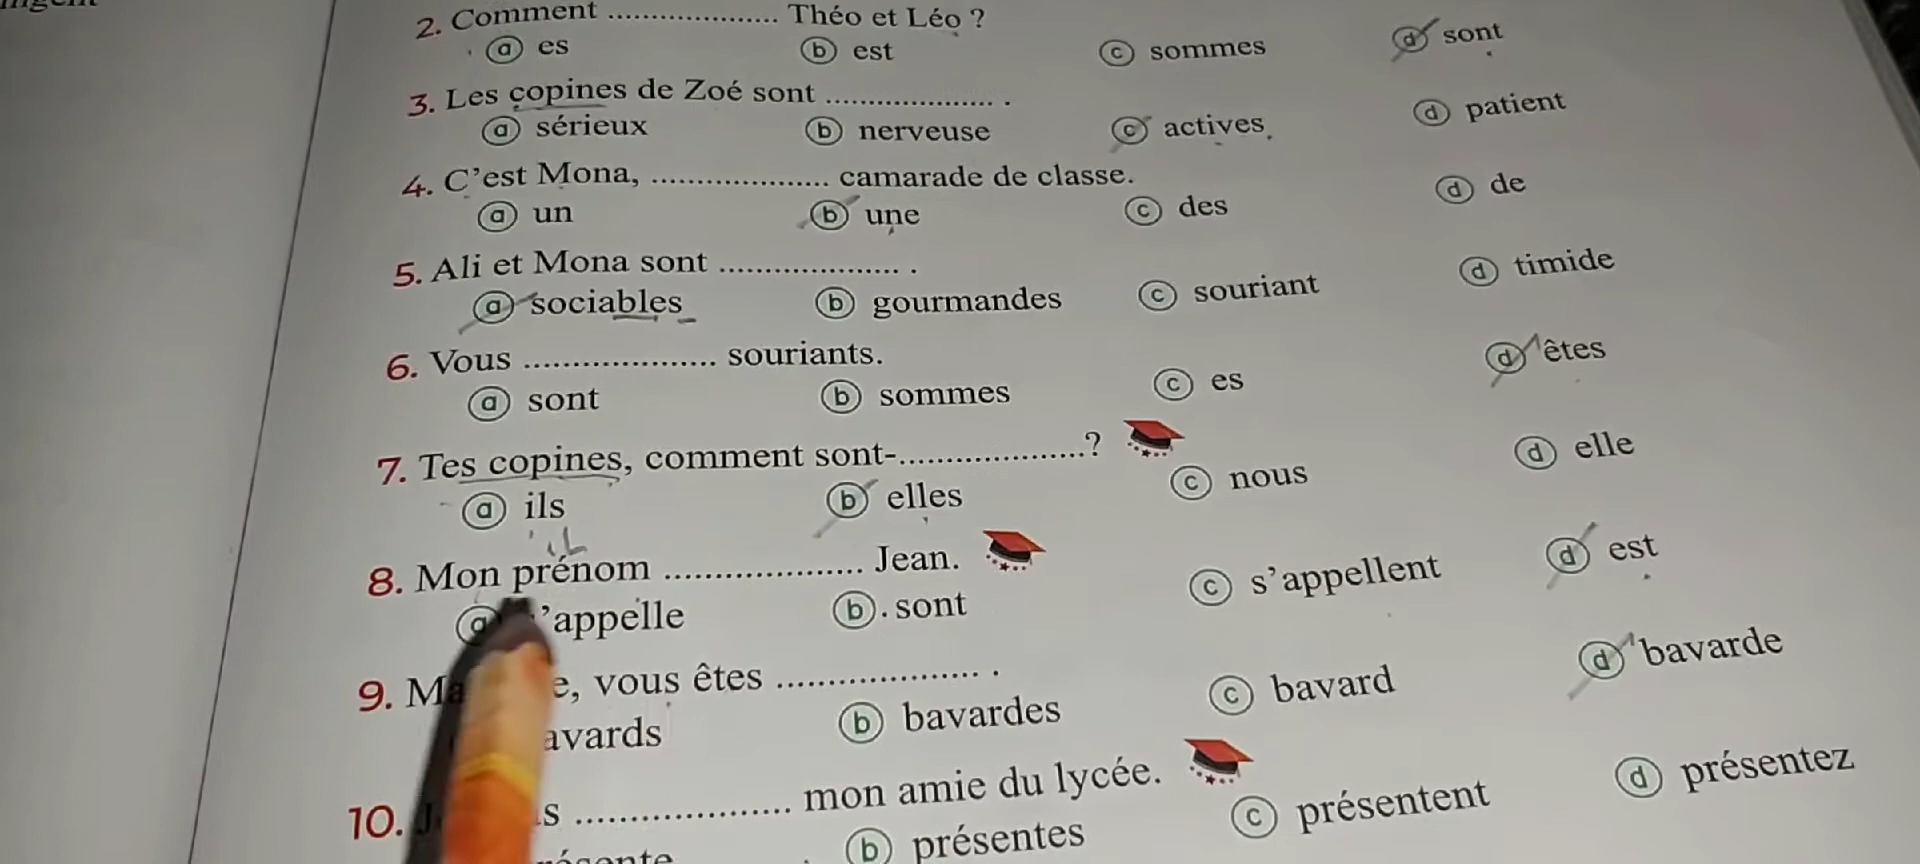 2. Comment .................... Théo et Léo ?
ⓐ es ⓑ est ⓒ sommes ⓓ sont
3. Les copines de Zoé sont .................... .
ⓐ sérieux ⓑ nerveuse ⓒ actives ⓓ patient
4. C'est Mona, .................... camarade de classe.
ⓐ un ⓑ une ⓒ des ⓓ de
5. Ali et Mona sont .................... .
ⓐ sociables ⓑ gourmandes ⓒ souriant ⓓ timide
6. Vous .................... souriants.
ⓐ sont ⓑ sommes ⓒ es ⓓ êtes
7. Tes copines, comment sont-....................?
ⓐ ils ⓑ elles ⓒ nous ⓓ elle
8. Mon prénom .................... Jean.
ⓐ 'appelle ⓑ sont ⓒ s'appellent ⓓ est
9. Ma e, vous êtes .................... .
avards ⓑ bavardes ⓒ bavard ⓓ bavarde
10. s .................... mon amie du lycée.
ⓑ présentes ⓒ présentent ⓓ présentez